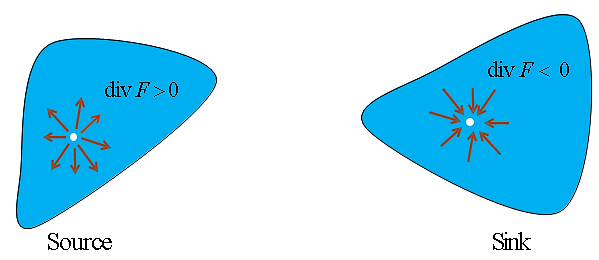 div F > 0
div F < 0
Source
Sink